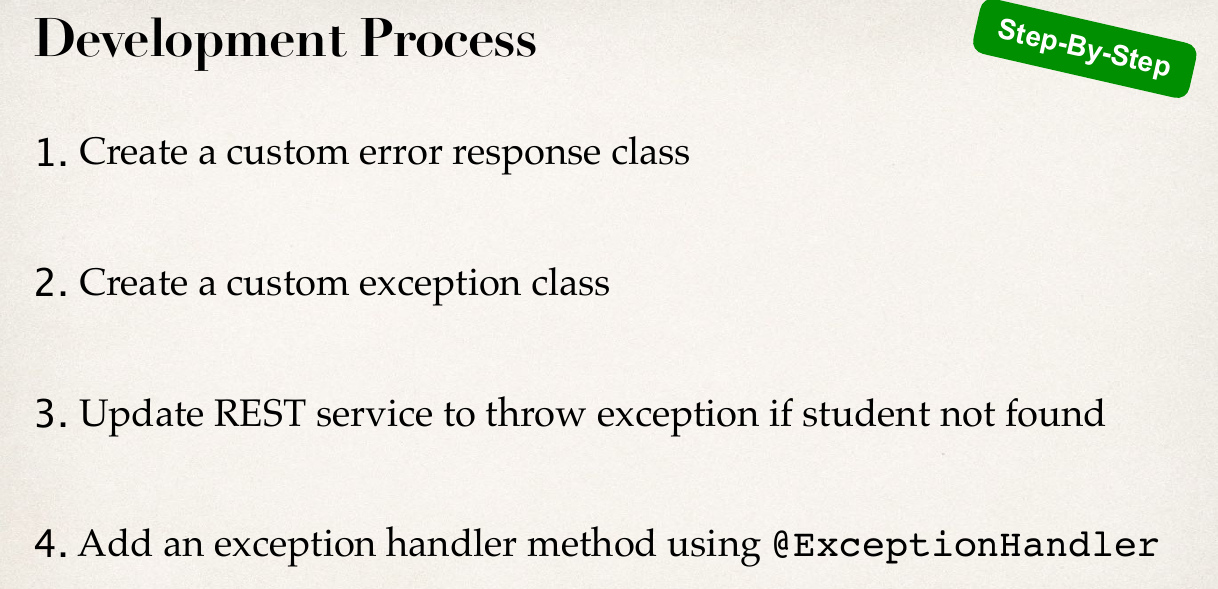 Development Process
Step-By-Step
1. Create a custom error response class
2. Create a custom exception class
3. Update REST service to throw exception if student not found
4. Add an exception handler method using @ExceptionHandler